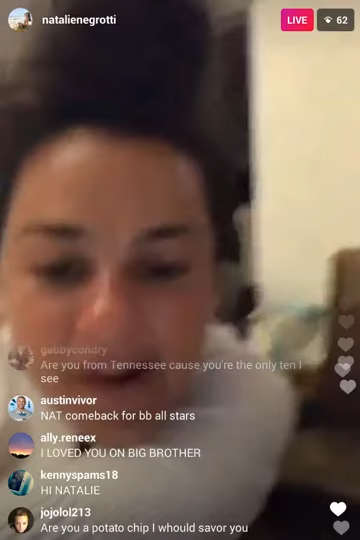 natalienegrotti
LIVE
62
gabbycondry
Are you from Tennessee cause you're the only ten I
see
austinvivor
NAT comeback for bb all stars
ally.reneex
I LOVED YOU ON BIG BROTHER
kennyspams18
HI NATALIE
jojolol213
Are you a potato chip I whould savor you